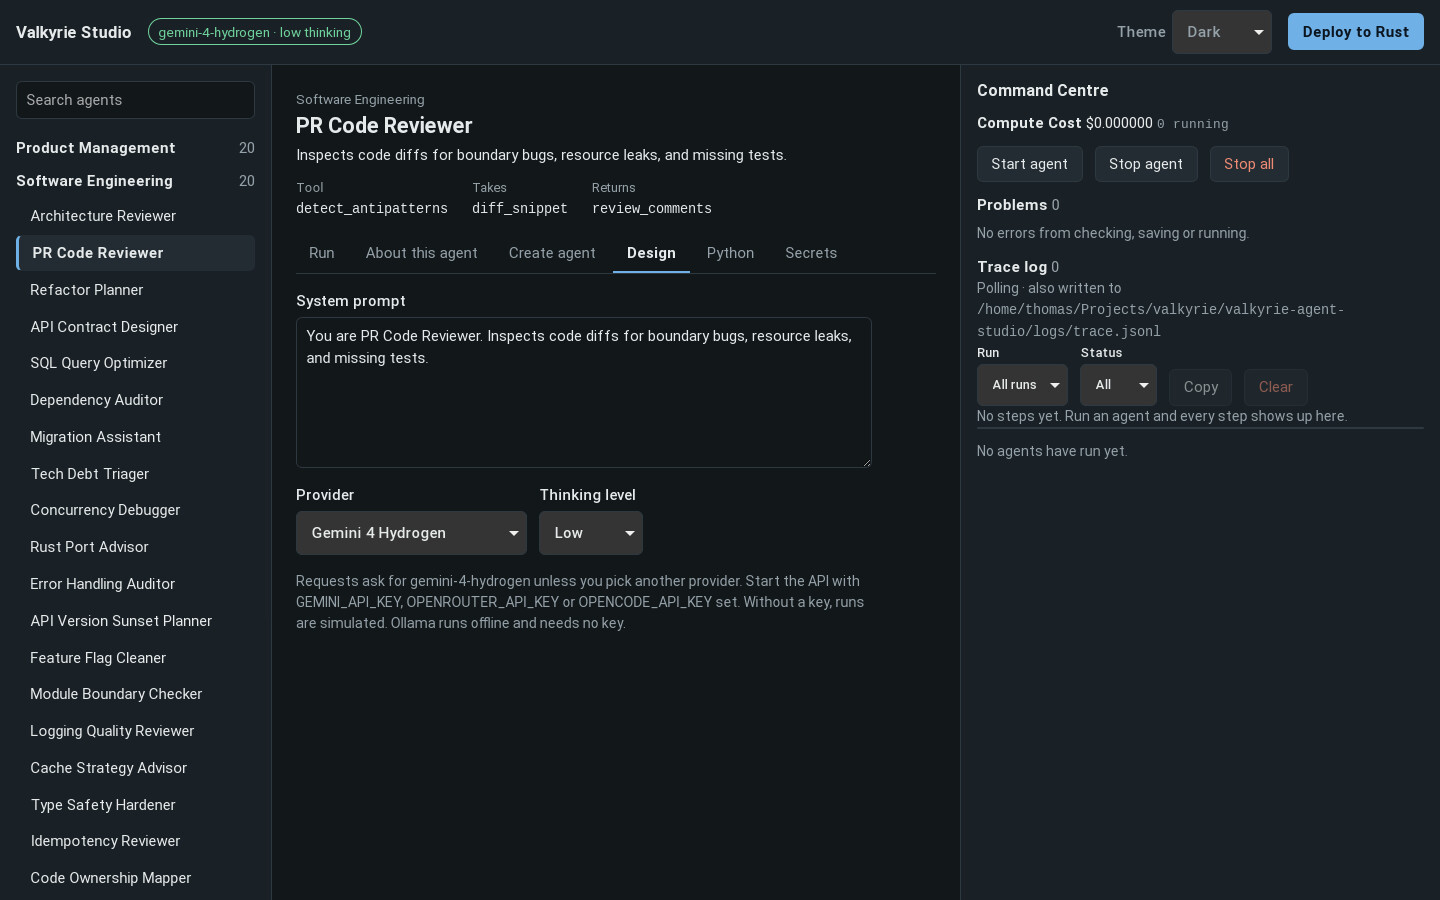 Valkyrie Studio
gemini-4-hydrogen · low thinking
Theme
Dark
Deploy to Rust
Search agents
Product Management 20
Software Engineering 20
Architecture Reviewer
PR Code Reviewer
Refactor Planner
API Contract Designer
SQL Query Optimizer
Dependency Auditor
Migration Assistant
Tech Debt Triager
Concurrency Debugger
Rust Port Advisor
Error Handling Auditor
API Version Sunset Planner
Feature Flag Cleaner
Module Boundary Checker
Logging Quality Reviewer
Cache Strategy Advisor
Type Safety Hardener
Idempotency Reviewer
Code Ownership Mapper
Software Engineering
PR Code Reviewer
Inspects code diffs for boundary bugs, resource leaks, and missing tests.
Tool Takes Returns
detect_antipatterns diff_snippet review_comments
Run About this agent Create agent Design Python Secrets
System prompt
You are PR Code Reviewer. Inspects code diffs for boundary bugs, resource leaks,
and missing tests.
Provider Thinking level
Gemini 4 Hydrogen Low
Requests ask for gemini-4-hydrogen unless you pick another provider. Start the API with
GEMINI_API_KEY, OPENROUTER_API_KEY or OPENCODE_API_KEY set. Without a key, runs
are simulated. Ollama runs offline and needs no key.
Command Centre
Compute Cost $0.000000 0 running
Start agent Stop agent Stop all
Problems 0
No errors from checking, saving or running.
Trace log 0
Polling · also written to
/home/thomas/Projects/valkyrie/valkyrie-agent-
studio/logs/trace.jsonl
Run Status
All runs All Copy Clear
No steps yet. Run an agent and every step shows up here.
No agents have run yet.